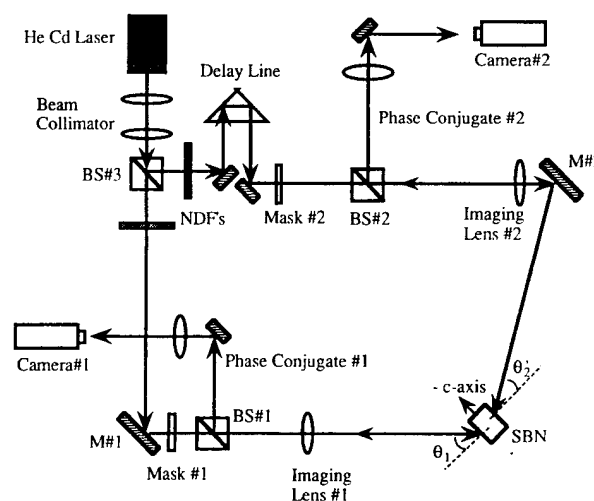 He Cd Laser
Delay Line
Camera#2
Beam
Collimator
Phase Conjugate #2
BS#3
M#
NDF's
Mask #2
BS#2
Imaging
Lens #2
Camera#1
Phase Conjugate #1
- c-axis
θ2'
BS#1
SBN
M#1
θ1
Mask #1
Imaging
Lens #1